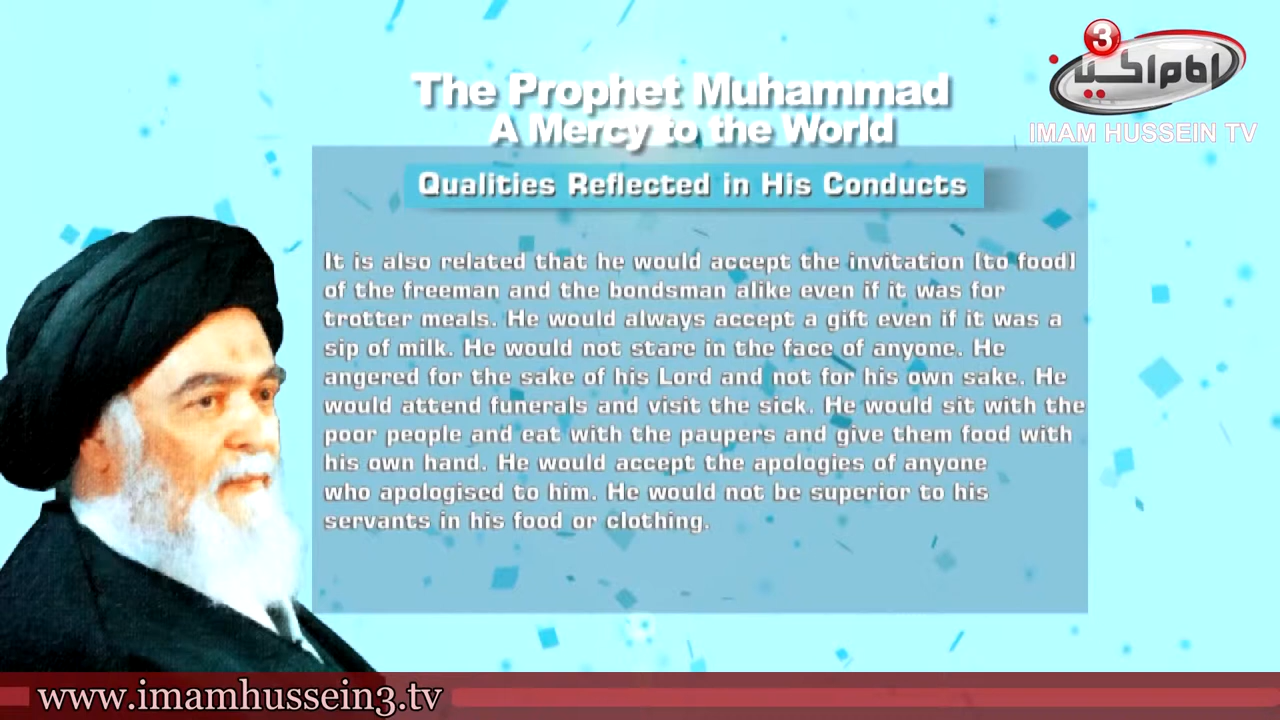 3
IMAM HUSSEIN TV
The Prophet Muhammad
A Mercy to the World
Qualities Reflected in His Conducts
It is also related that he would accept the invitation [to food]
of the freeman and the bondsman alike even if it was for
trotter meals. He would always accept a gift even if it was a
sip of milk. He would not stare in the face of anyone. He
angered for the sake of his Lord and not for his own sake. He
would attend funerals and visit the sick. He would sit with the
poor people and eat with the paupers and give them food with
his own hand. He would accept the apologies of anyone
who apologised to him. He would not be superior to his
servants in his food or clothing.
www.imamhussein3.tv